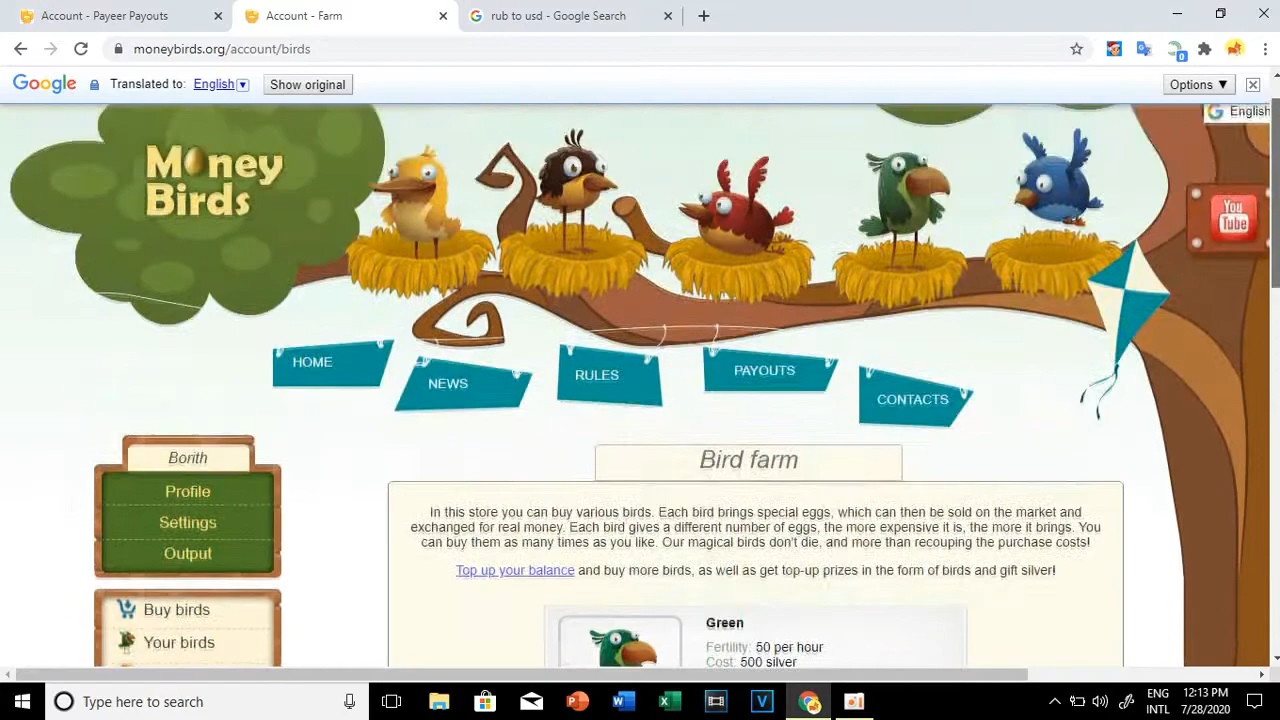 Account - Payeer Payouts
Account - Farm
rub to usd - Google Search
moneybirds.org/account/birds
0
Google
Translated to: English
Show original
Options ▼
English
Money
Birds
You
Tube
HOME
NEWS
RULES
PAYOUTS
CONTACTS
Borith
Profile
Settings
Output
Buy birds
Your birds
Bird farm
In this store you can buy various birds. Each bird brings special eggs, which can then be sold on the market and
exchanged for real money. Each bird gives a different number of eggs, the more expensive it is, the more it brings. You
can buy them as many times as you like. Our magical birds don't die, and more than recouping the purchase costs!
Top up your balance and buy more birds, as well as get top-up prizes in the form of birds and gift silver!
Green
Fertility: 50 per hour
Cost: 500 silver
Type here to search
ENG
INTL
12:13 PM
7/28/2020